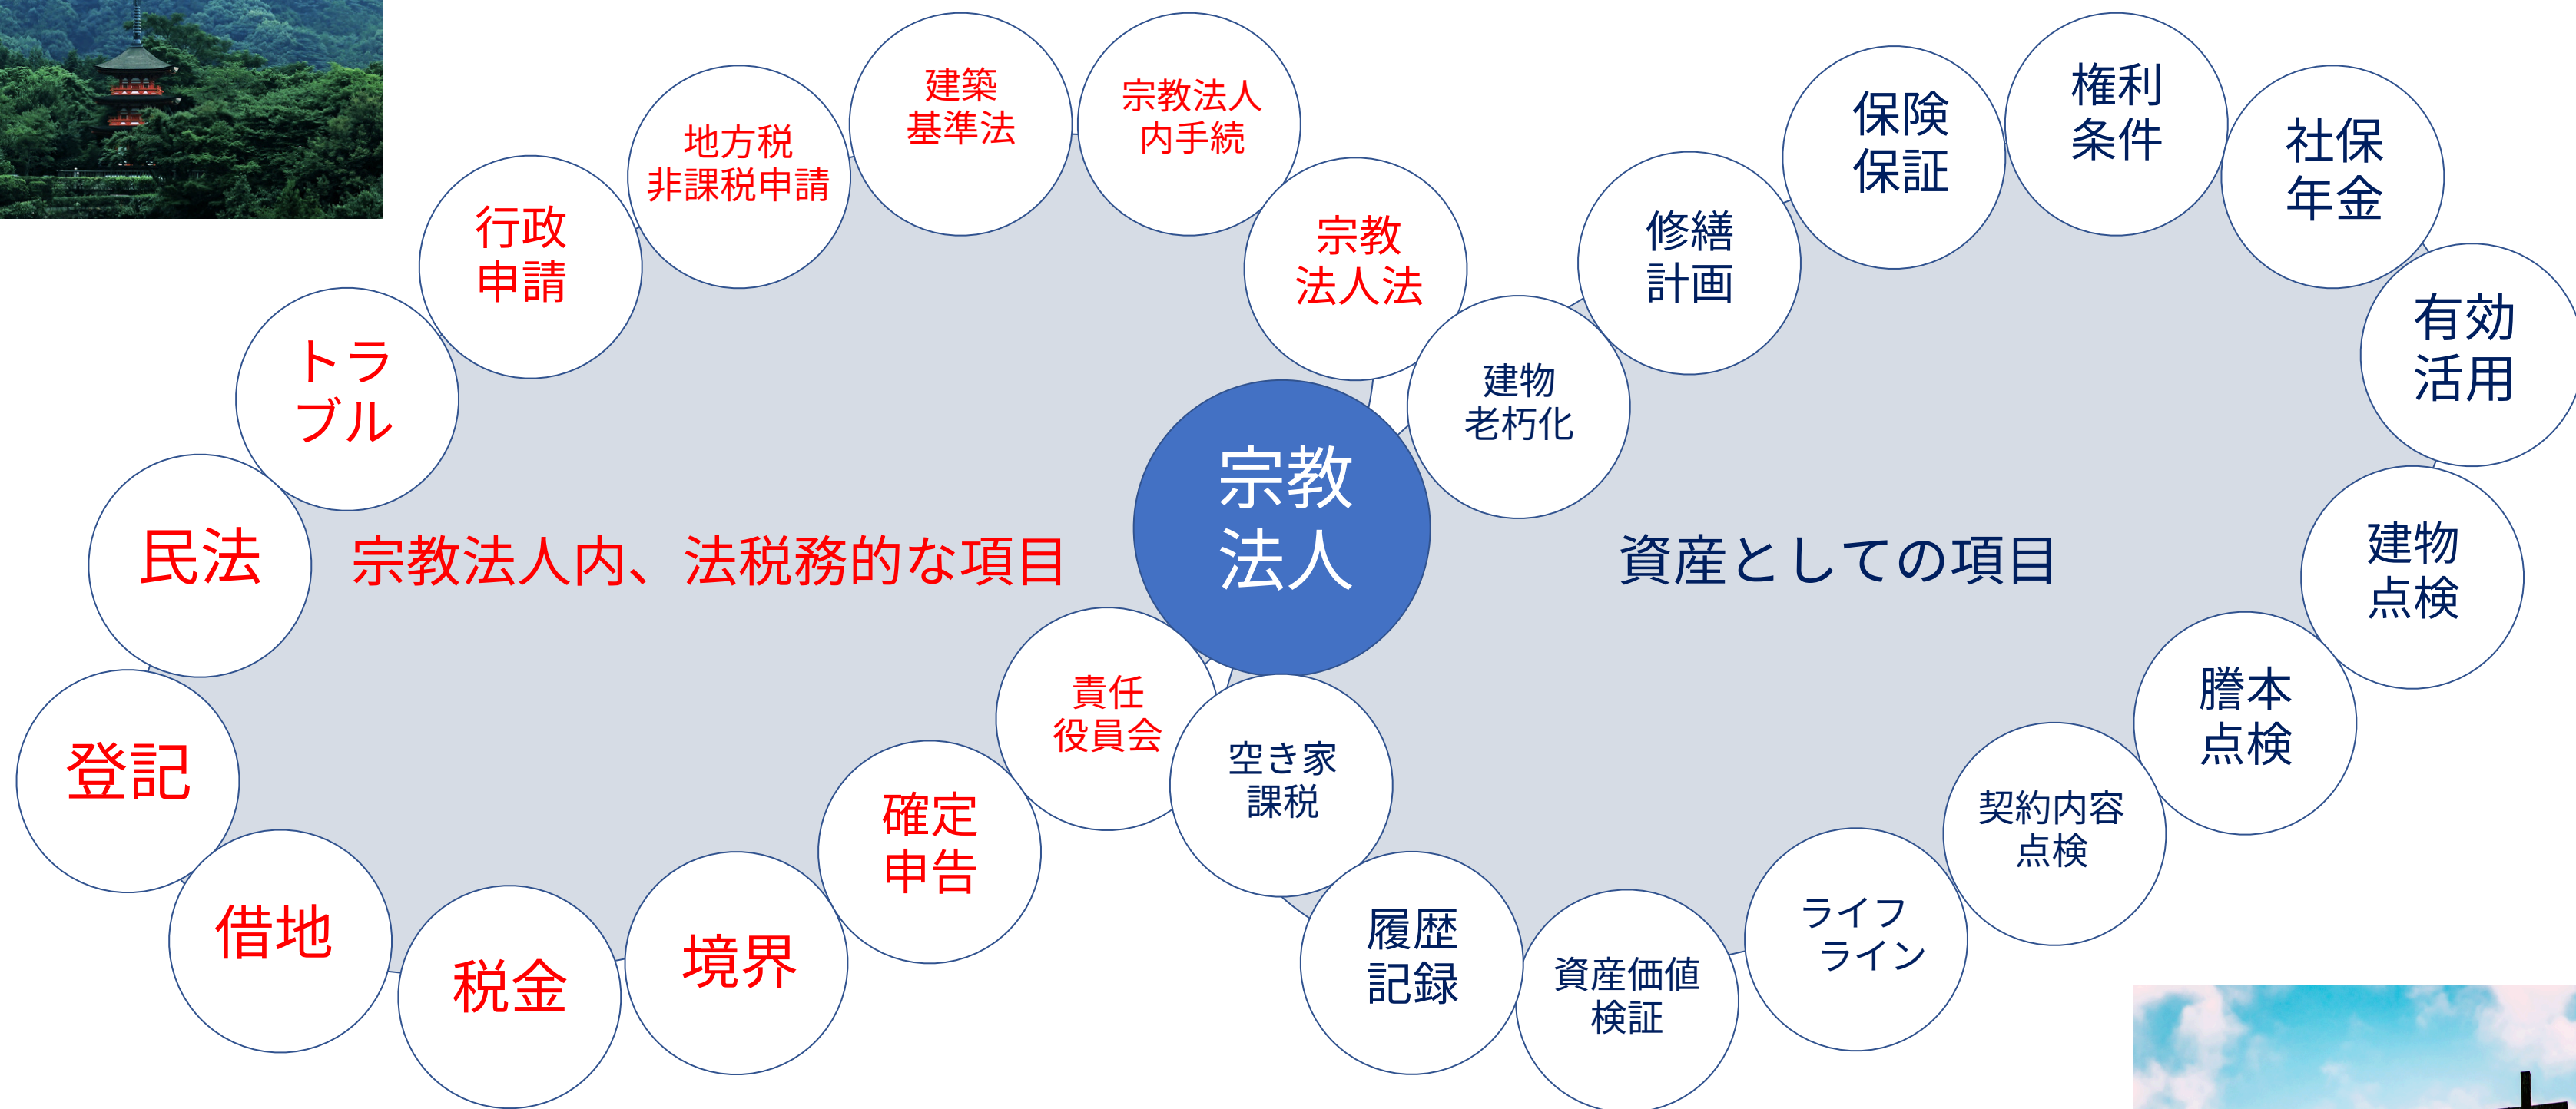 建築
基準法
宗教法人
内手続
地方税
非課税申請
行政
申請
宗教
法人法
トラ
ブル
民法
宗教法人内、法税務的な項目
登記
借地
税金
境界
確定
申告
責任
役員会
宗教
法人
保険
保証
権利
条件
社保
年金
修繕
計画
有効
活用
建物
老朽化
資産としての項目
建物
点検
謄本
点検
契約内容
点検
ライフ
ライン
資産価値
検証
履歴
記録
空き家
課税